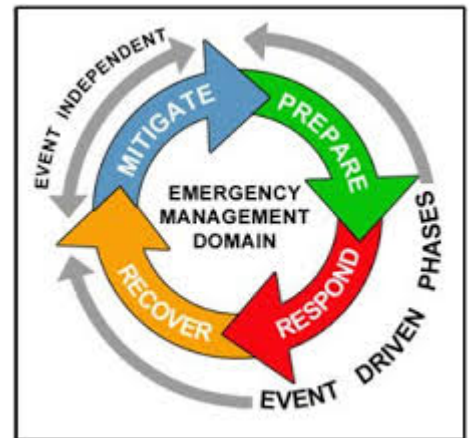 EVENT INDEPENDENT
MITIGATE
PREPARE
EMERGENCY
MANAGEMENT
DOMAIN
RECOVER
RESPOND
EVENT DRIVEN PHASES